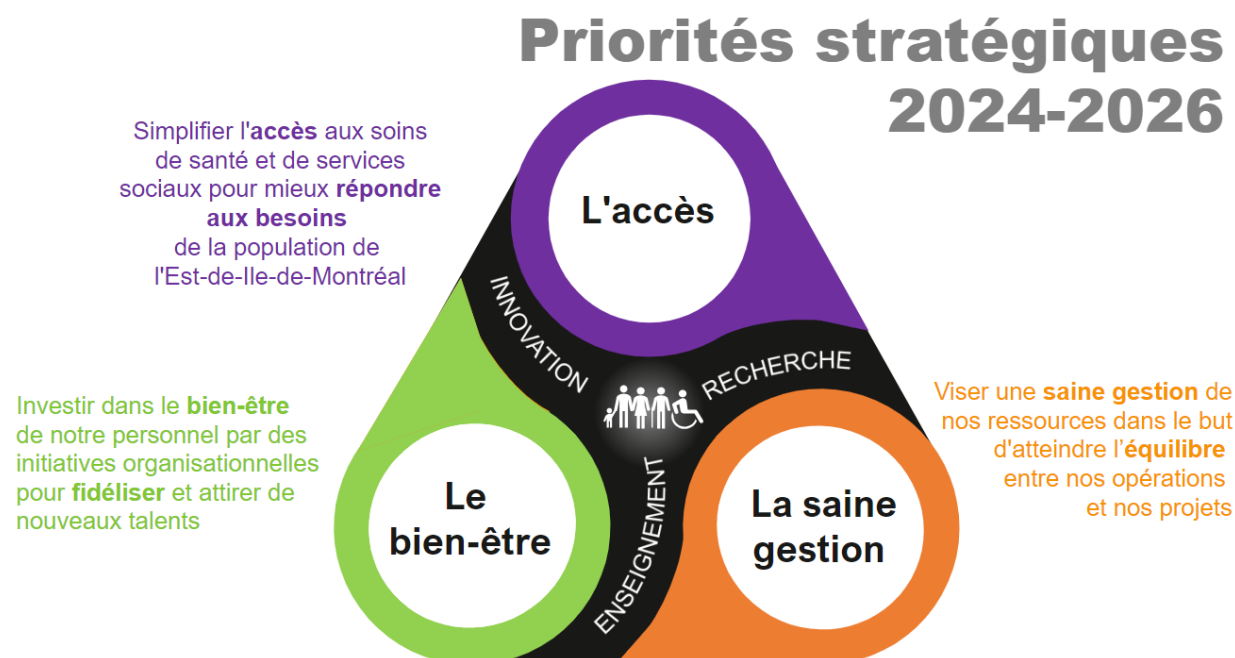 Priorités stratégiques
2024-2026
Simplifier l'accès aux soins
de santé et de services
sociaux pour mieux répondre
aux besoins
de la population de
l'Est-de-Ile-de-Montréal
L'accès
INNOVATION
RECHERCHE
ENSEIGNEMENT
Investir dans le bien-être
de notre personnel par des
initiatives organisationnelles
pour fidéliser et attirer de
nouveaux talents
Le
bien-être
La saine
gestion
Viser une saine gestion de
nos ressources dans le but
d'atteindre l'équilibre
entre nos opérations
et nos projets